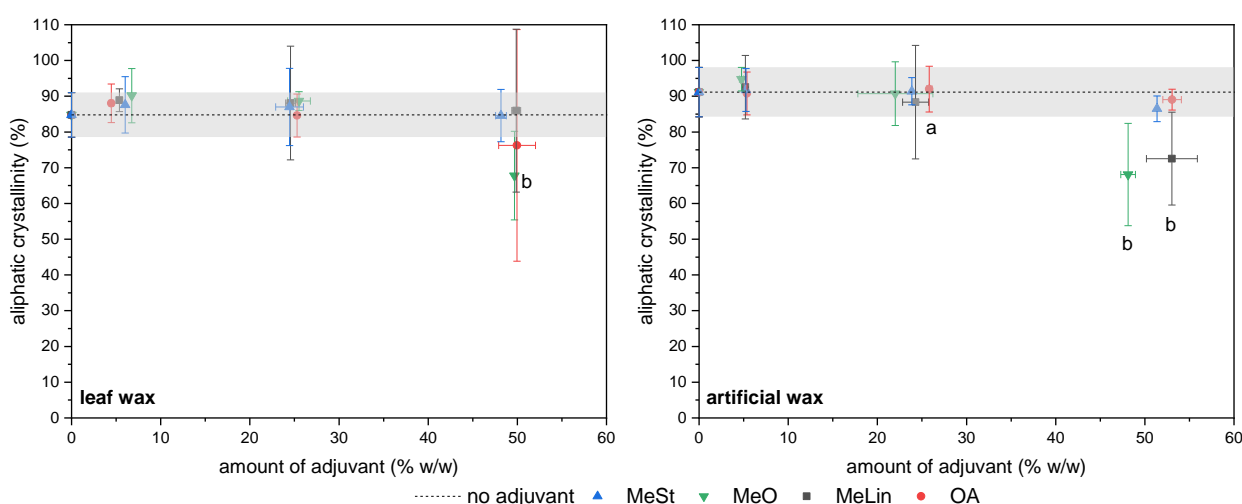 110
100
90
80
70
60
50
40
30
20
10
0
aliphatic crystallinity (%)
b
leaf wax
0 10 20 30 40 50 60
amount of adjuvant (% w/w)
110
100
90
80
70
60
50
40
30
20
10
0
aliphatic crystallinity (%)
a
b
b
artificial wax
0 10 20 30 40 50 60
amount of adjuvant (% w/w)
no adjuvant MeSt MeO MeLin OA